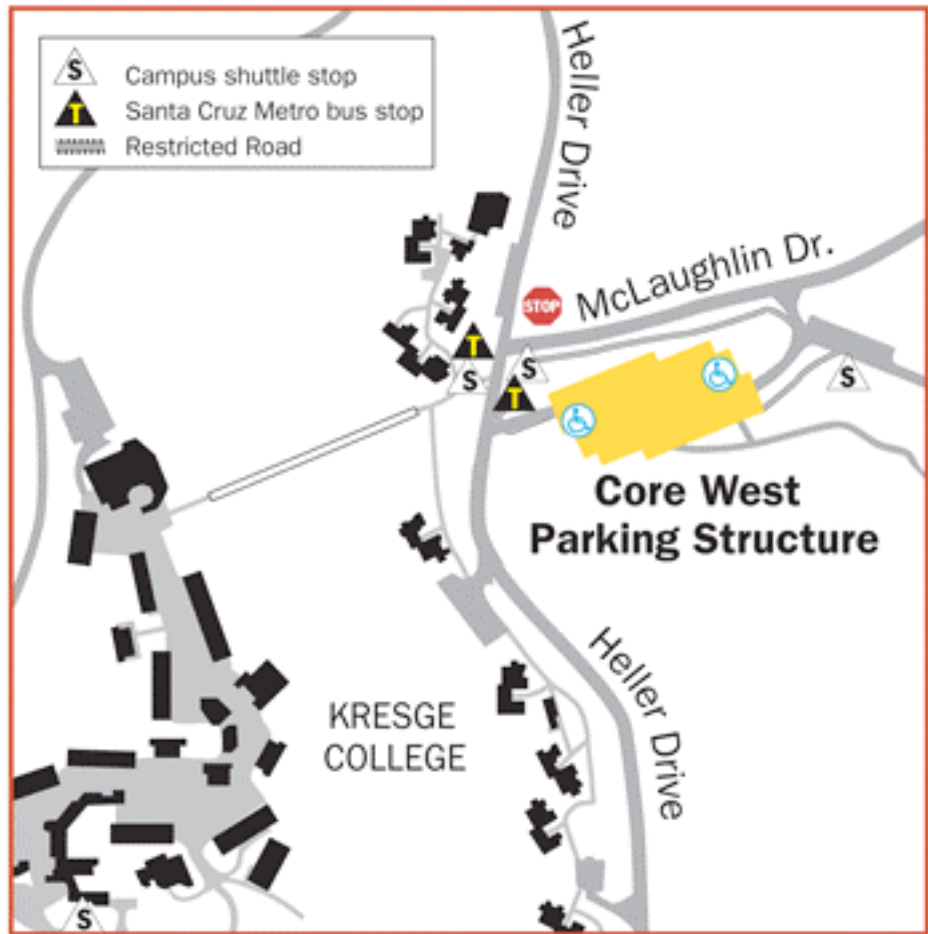 S Campus shuttle stop
T Santa Cruz Metro bus stop
Restricted Road
Heller Drive
McLaughlin Dr.
STOP
T
S
S
T
S
Core West
Parking Structure
Heller Drive
KRESGE
COLLEGE
S